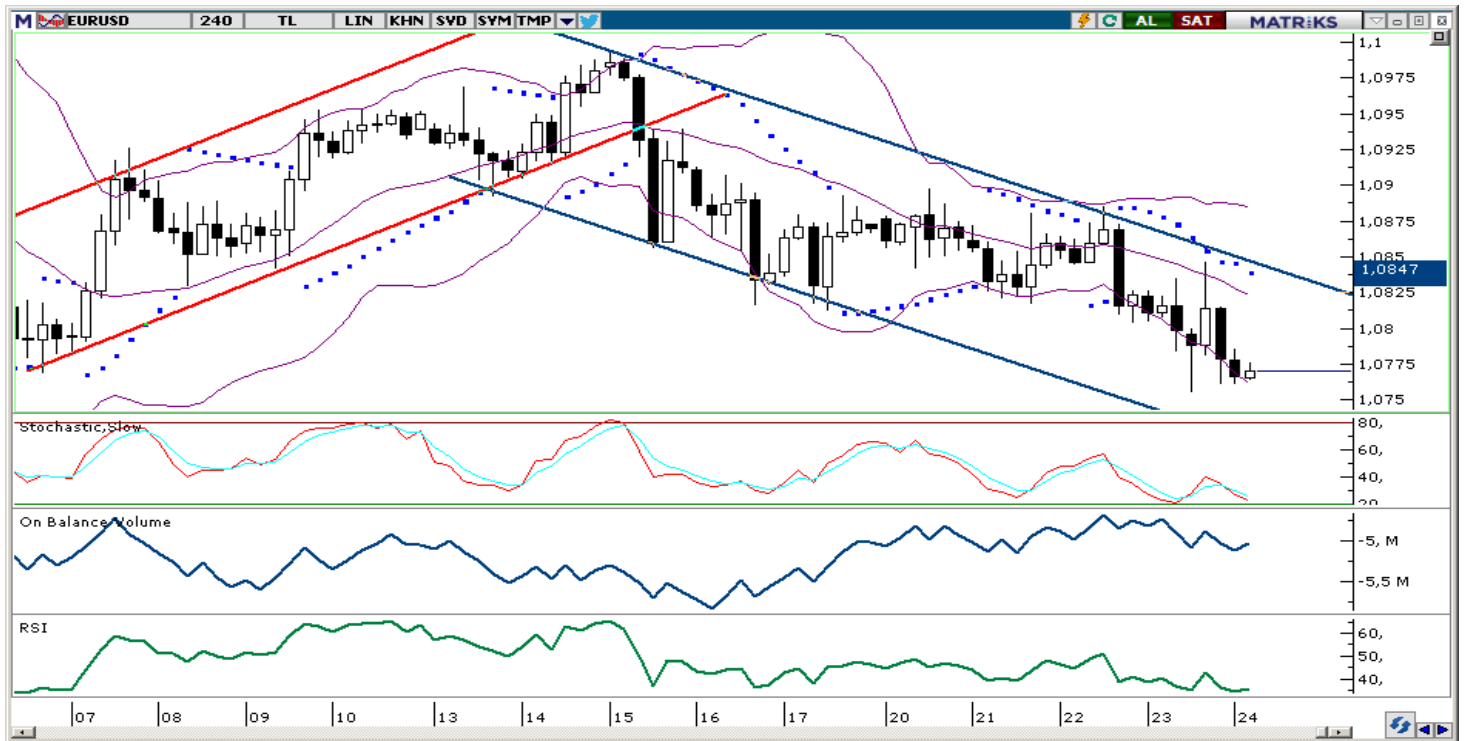 M EURUSD 240 TL LIN KHN SYD SYM TMP AL SAT MATRİKS
1,1
1,0975
1,095
1,0925
1,09
1,0875
1,085
1,0847
1,0825
1,08
1,0775
1,075
Stochastic,Slow
80,
60,
40,
20
On Balance Volume
-5, M
-5,5 M
RSI
60,
50,
40,
07 08 09 10 13 14 15 16 17 20 21 22 23 24